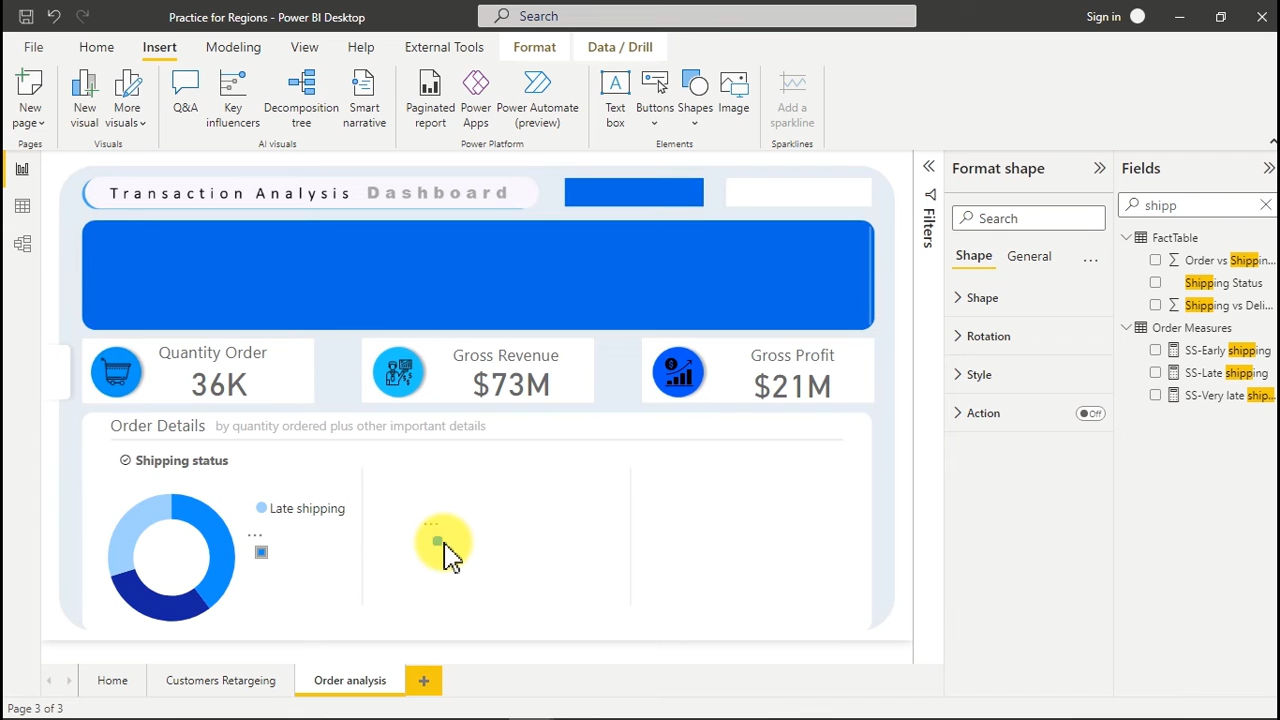 Practice for Regions - Power BI Desktop
Search
Sign in
File
Home
Insert
Modeling
View
Help
External Tools
Format
Data / Drill
New page
New visual
More visuals
Q&A
Key influencers
Decomposition tree
Smart narrative
Paginated report
Power Apps
Power Automate (preview)
Text box
Buttons
Shapes
Image
Add a sparkline
Pages
Visuals
AI visuals
Power Platform
Elements
Sparklines
Transaction Analysis Dashboard
Quantity Order
36K
Gross Revenue
$73M
Gross Profit
$21M
Order Details by quantity ordered plus other important details
Shipping status
Late shipping
...
...
Filters
Format shape
Search
Shape
General
...
Shape
Rotation
Style
Action
Off
Fields
shipp
FactTable
Order vs Shippin...
Shipping Status
Shipping vs Deli...
Order Measures
SS-Early shipping
SS-Late shipping
SS-Very late ship...
Home
Customers Retargeing
Order analysis
Page 3 of 3